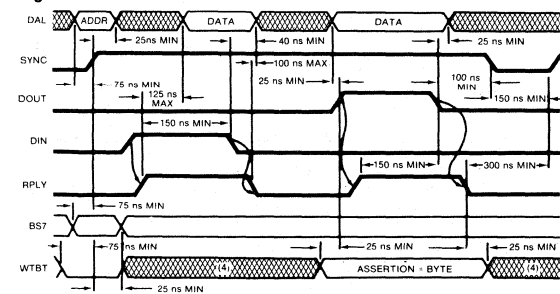 DAL ADDR DATA DATA
25ns MIN 40 ns MIN 25 ns MIN
SYNC
100 ns MAX
75 ns MIN 25 ns MIN 100 ns MIN 150 ns MIN
125 ns MAX
DOUT
150 ns MIN
DIN
150 ns MIN 300 ns MIN
RPLY
75 ns MIN
BS7
75 ns MIN 25 ns MIN 25 ns MIN
WTBT (4) ASSERTION = BYTE (4)
25 ns MIN